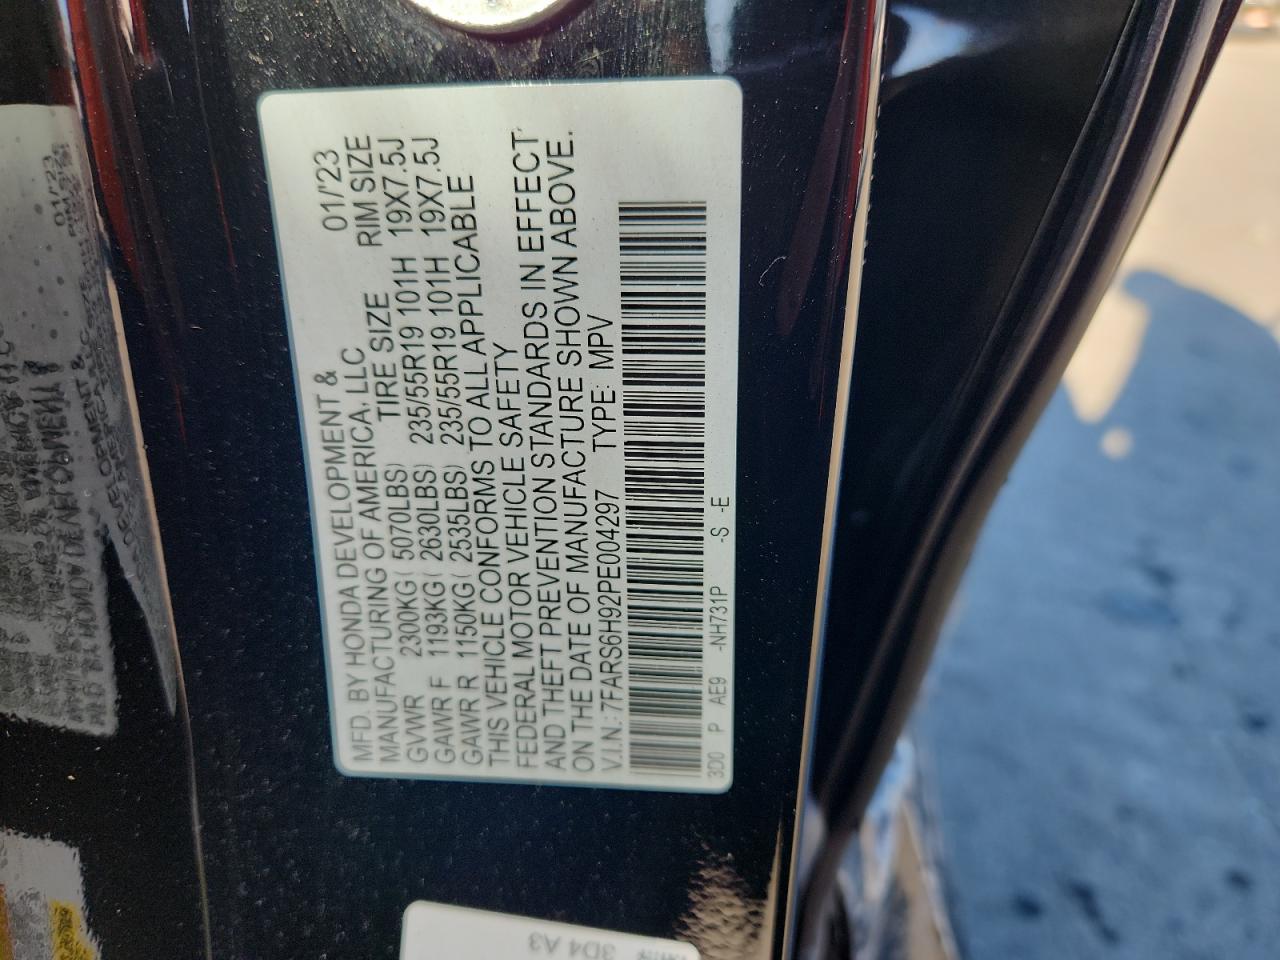 MFD. BY HONDA DEVELOPMENT &
MANUFACTURING OF AMERICA, LLC 01/'23
TIRE SIZE RIM SIZE
GVWR 2300KG( 5070LBS)
GAWR F 1193KG( 2630LBS) 235/55R19 101H 19X7.5J
GAWR R 1150KG( 2535LBS) 235/55R19 101H 19X7.5J
THIS VEHICLE CONFORMS TO ALL APPLICABLE
FEDERAL MOTOR VEHICLE SAFETY
AND THEFT PREVENTION STANDARDS IN EFFECT
ON THE DATE OF MANUFACTURE SHOWN ABOVE.
V.I.N.: 7FARS6H92PE004297 TYPE: MPV
3D0 P AE9 -NH731P -S -E
3D4 A3
01/'23